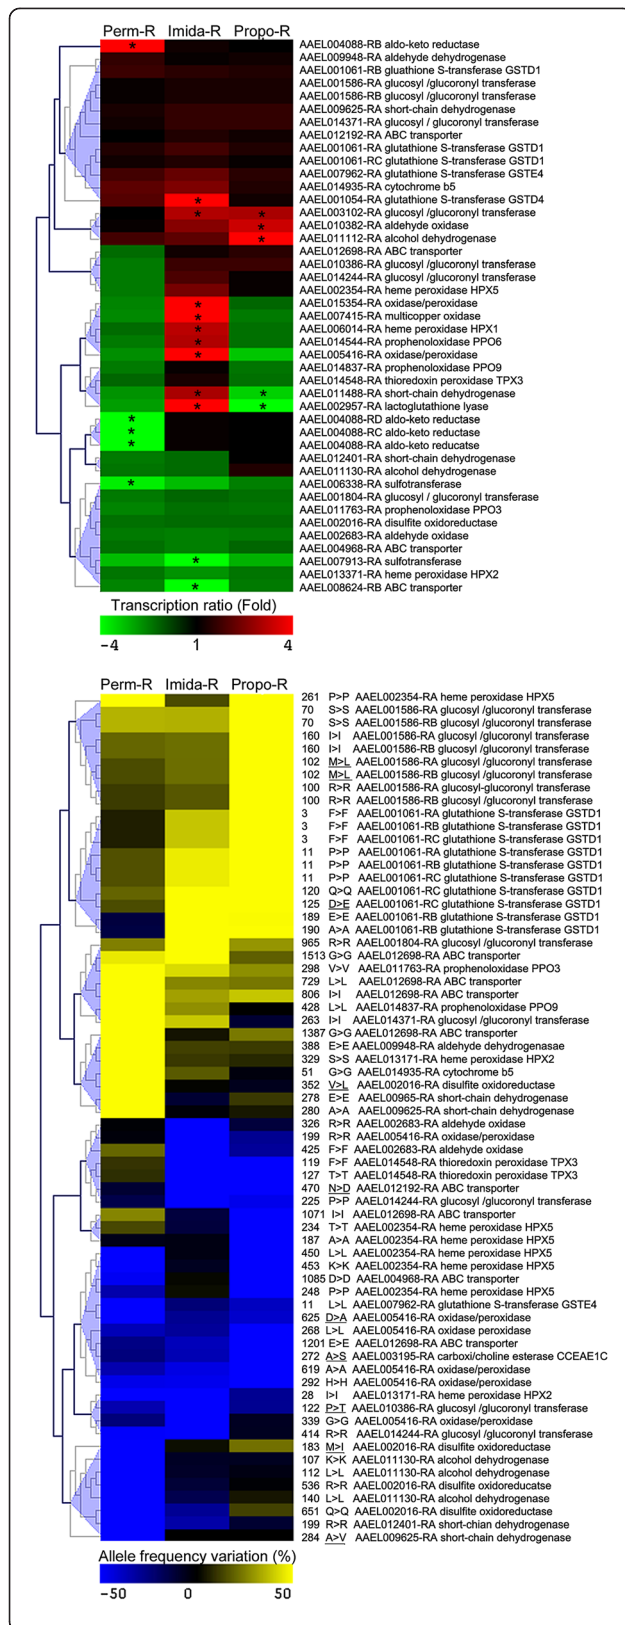 Perm-R Imida-R Propo-R
* AAEL004088-RB aldo-keto reductase
AAEL009948-RA aldehyde dehydrogenase
AAEL001061-RB gluathione S-transferase GSTD1
AAEL001586-RA glucosyl /glucoronyl transferase
AAEL001586-RB glucosyl /glucoronyl transferase
AAEL009625-RA short-chain dehydrogenase
AAEL014371-RA glucosyl / glucoronyl transferase
AAEL012192-RA ABC transporter
AAEL001061-RA glutathione S-transferase GSTD1
AAEL001061-RC glutathione S-transferase GSTD1
AAEL007962-RA glutathione S-transferase GSTE4
AAEL014935-RA cytochrome b5
* AAEL001054-RA glutathione S-transferase GSTD4
* * AAEL003102-RA glucosyl /glucoronyl transferase
* AAEL010382-RA aldehyde oxidase
* AAEL011112-RA alcohol dehydrogenase
AAEL012698-RA ABC transporter
AAEL010386-RA glucosyl /glucoronyl transferase
AAEL014244-RA glucosyl /glucoronyl transferase
AAEL002354-RA heme peroxidase HPX5
* AAEL015354-RA oxidase/peroxidase
* AAEL007415-RA multicopper oxidase
* AAEL006014-RA heme peroxidase HPX1
* AAEL014544-RA prophenoloxidase PPO6
* AAEL005416-RA oxidase/peroxidase
AAEL014837-RA prophenoloxidase PPO9
AAEL014548-RA thioredoxin peroxidase TPX3
* * AAEL011488-RA short-chain dehydrogenase
* * AAEL002957-RA lactoglutathione lyase
* AAEL004088-RD aldo-keto reductase
* AAEL004088-RC aldo-keto reductase
* AAEL004088-RA aldo-keto reducatse
AAEL012401-RA short-chain dehydrogenase
AAEL011130-RA alcohol dehydrogenase
* AAEL006338-RA sulfotransferase
AAEL001804-RA glucosyl / glucoronyl transferase
AAEL011763-RA prophenoloxidase PPO3
AAEL002016-RA disulfite oxidoreductase
AAEL002683-RA aldehyde oxidase
AAEL004968-RA ABC transporter
* AAEL007913-RA sulfotransferase
AAEL013371-RA heme peroxidase HPX2
* AAEL008624-RB ABC transporter
Transcription ratio (Fold)
-4 1 4
Perm-R Imida-R Propo-R
261 P>P AAEL002354-RA heme peroxidase HPX5
70 S>S AAEL001586-RA glucosyl /glucoronyl transferase
70 S>S AAEL001586-RB glucosyl /glucoronyl transferase
160 I>I AAEL001586-RA glucosyl /glucoronyl transferase
160 I>I AAEL001586-RB glucosyl /glucoronyl transferase
102 M>L AAEL001586-RA glucosyl /glucoronyl transferase
102 M>L AAEL001586-RB glucosyl /glucoronyl transferase
100 R>R AAEL001586-RA glucosyl-glucoronyl transferase
100 R>R AAEL001586-RB glucosyl /glucoronyl transferase
3 F>F AAEL001061-RA glutathione S-transferase GSTD1
3 F>F AAEL001061-RB glutathione S-transferase GSTD1
3 F>F AAEL001061-RC glutathione S-transferase GSTD1
11 P>P AAEL001061-RA glutathione S-transferase GSTD1
11 P>P AAEL001061-RB glutathione S-transferase GSTD1
11 P>P AAEL001061-RC glutathione S-transferase GSTD1
120 Q>Q AAEL001061-RC glutathione S-transferase GSTD1
125 D>E AAEL001061-RC glutathione S-transferase GSTD1
189 E>E AAEL001061-RB glutathione S-transferase GSTD1
190 A>A AAEL001061-RB glutathione S-transferase GSTD1
965 R>R AAEL001804-RA glucosyl /glucoronyl transferase
1513 G>G AAEL012698-RA ABC transporter
298 V>V AAEL011763-RA prophenoloxidase PPO3
729 L>L AAEL012698-RA ABC transporter
806 I>I AAEL012698-RA ABC transporter
428 L>L AAEL014837-RA prophenoloxidase PPO9
263 I>I AAEL014371-RA glucosyl /glucoronyl transferase
1387 G>G AAEL012698-RA ABC transporter
388 E>E AAEL009948-RA aldehyde dehydrogenasae
329 S>S AAEL013171-RA heme peroxidase HPX2
51 G>G AAEL014935-RA cytochrome b5
352 V>L AAEL002016-RA disulfite oxidoreductase
278 E>E AAEL00965-RA short-chain dehydrogenase
280 A>A AAEL009625-RA short-chain dehydrogenase
326 R>R AAEL002683-RA aldehyde oxidase
199 R>R AAEL005416-RA oxidase/peroxidase
425 F>F AAEL002683-RA aldehyde oxidase
119 F>F AAEL014548-RA thioredoxin peroxidase TPX3
127 T>T AAEL014548-RA thioredoxin peroxidase TPX3
470 N>D AAEL012192-RA ABC transporter
225 P>P AAEL014244-RA glucosyl /glucoronyl transferase
1071 I>I AAEL012698-RA ABC transporter
234 T>T AAEL002354-RA heme peroxidase HPX5
187 A>A AAEL002354-RA heme peroxidase HPX5
450 L>L AAEL002354-RA heme peroxidase HPX5
453 K>K AAEL002354-RA heme peroxidase HPX5
1085 D>D AAEL004968-RA ABC transporter
248 P>P AAEL002354-RA heme peroxidase HPX5
11 L>L AAEL007962-RA glutathione S-transferase GSTE4
625 D>A AAEL005416-RA oxidase/peroxidase
268 L>L AAEL005416-RA oxidase peroxidase
1201 E>E AAEL012698-RA ABC transporter
272 A>S AAEL003195-RA carboxi/choline esterase CCEAE1C
619 A>A AAEL005416-RA oxidase/peroxidase
292 H>H AAEL005416-RA oxidase/peroxidase
28 I>I AAEL013171-RA heme peroxidase HPX2
122 P>T AAEL010386-RA glucosyl /glucoronyl transferase
339 G>G AAEL005416-RA oxidase/peroxidase
414 R>R AAEL014244-RA glucosyl /glucoronyl transferase
183 M>I AAEL002016-RA disulfite oxidoreductase
107 K>K AAEL011130-RA alcohol dehydrogenase
112 L>L AAEL011130-RA alcohol dehydrogenase
536 R>R AAEL002016-RA disulfite oxidoreducatse
140 L>L AAEL011130-RA alcohol dehydrogenase
651 Q>Q AAEL002016-RA disulfite oxidoreductase
199 R>R AAEL012401-RA short-chian dehydrogenase
284 A>V AAEL009625-RA short-chain dehydrogenase
Allele frequency variation (%)
-50 0 50